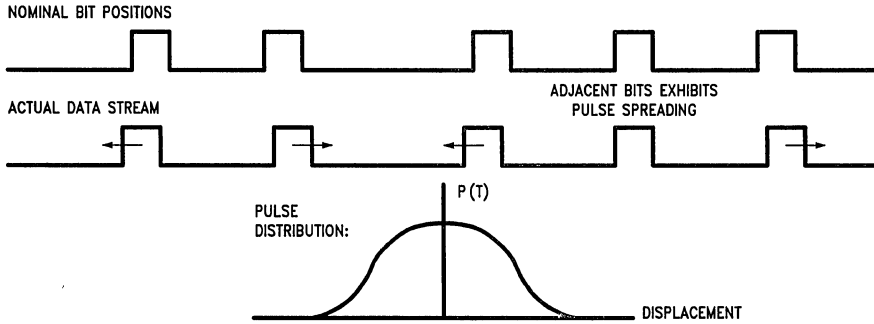 NOMINAL BIT POSITIONS
ACTUAL DATA STREAM
ADJACENT BITS EXHIBITS
PULSE SPREADING
P(T)
PULSE
DISTRIBUTION:
DISPLACEMENT